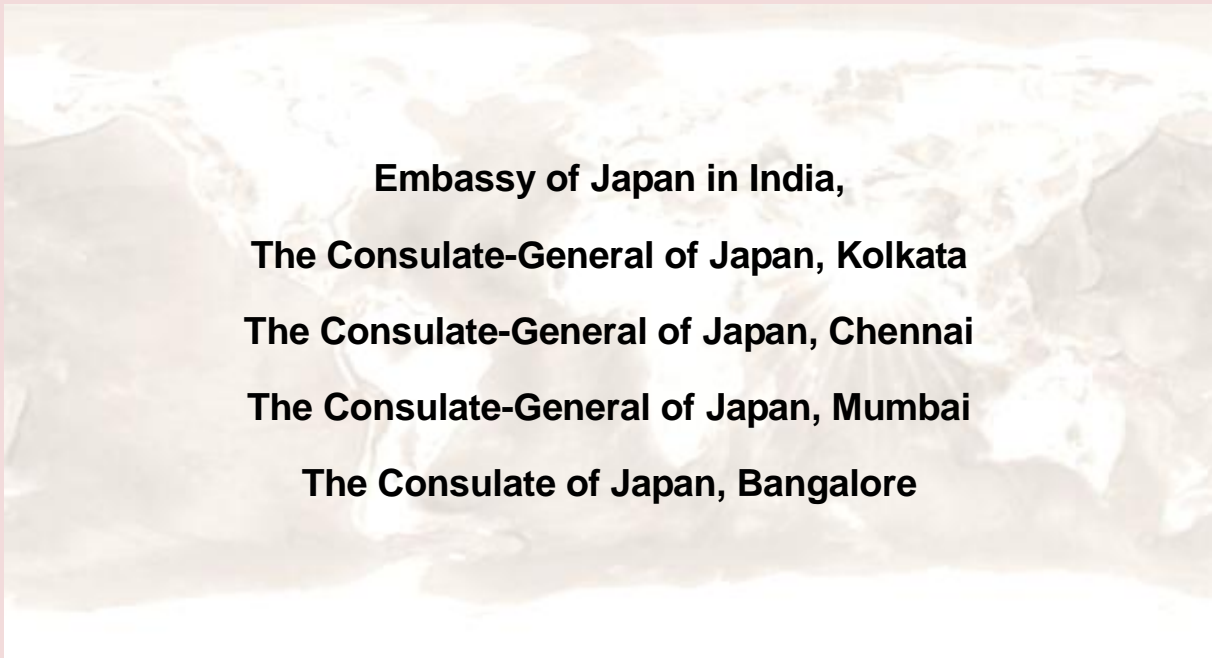 Embassy of Japan in India,
The Consulate-General of Japan, Kolkata
The Consulate-General of Japan, Chennai
The Consulate-General of Japan, Mumbai
The Consulate of Japan, Bangalore